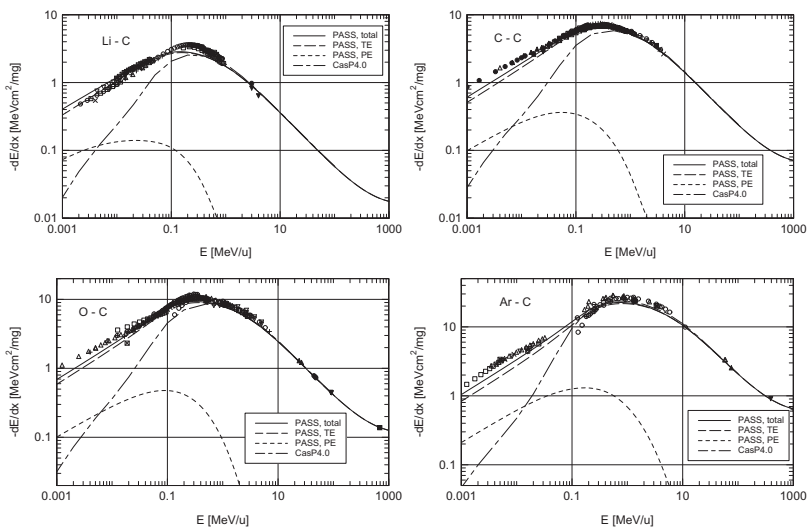 10
1
0.1
0.01
-dE/dx [MeVcm²/mg]
Li - C
PASS, total
PASS, TE
PASS, PE
CasP4.0
0.001
0.1
10
1000
E [MeV/u]
10
1
0.1
0.01
-dE/dx [MeVcm²/mg]
C - C
PASS, total
PASS, TE
PASS, PE
CasP4.0
0.001
0.1
10
1000
E [MeV/u]
10
1
0.1
-dE/dx [MeVcm²/mg]
O - C
PASS, total
PASS, TE
PASS, PE
CasP4.0
0.001
0.1
10
1000
E [MeV/u]
10
1
0.1
-dE/dx [MeVcm²/mg]
Ar - C
PASS, total
PASS, TE
PASS, PE
CasP4.0
0.001
0.1
10
1000
E [MeV/u]